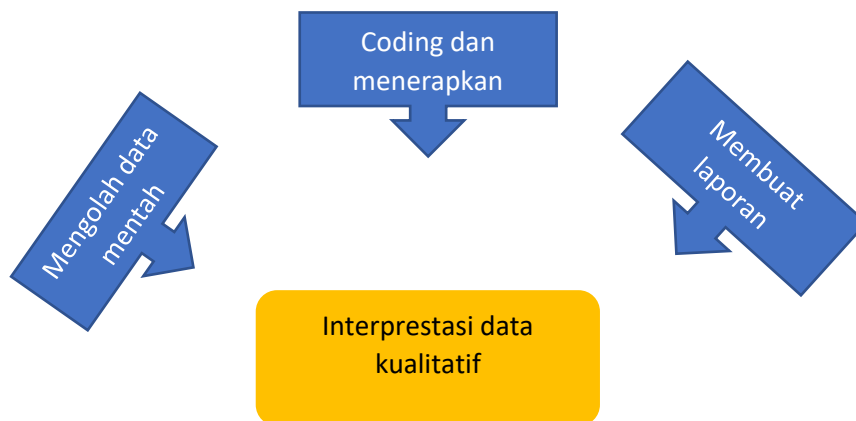 Coding dan
menerapkan
Mengolah data
mentah
Membuat
laporan
Interprestasi data
kualitatif